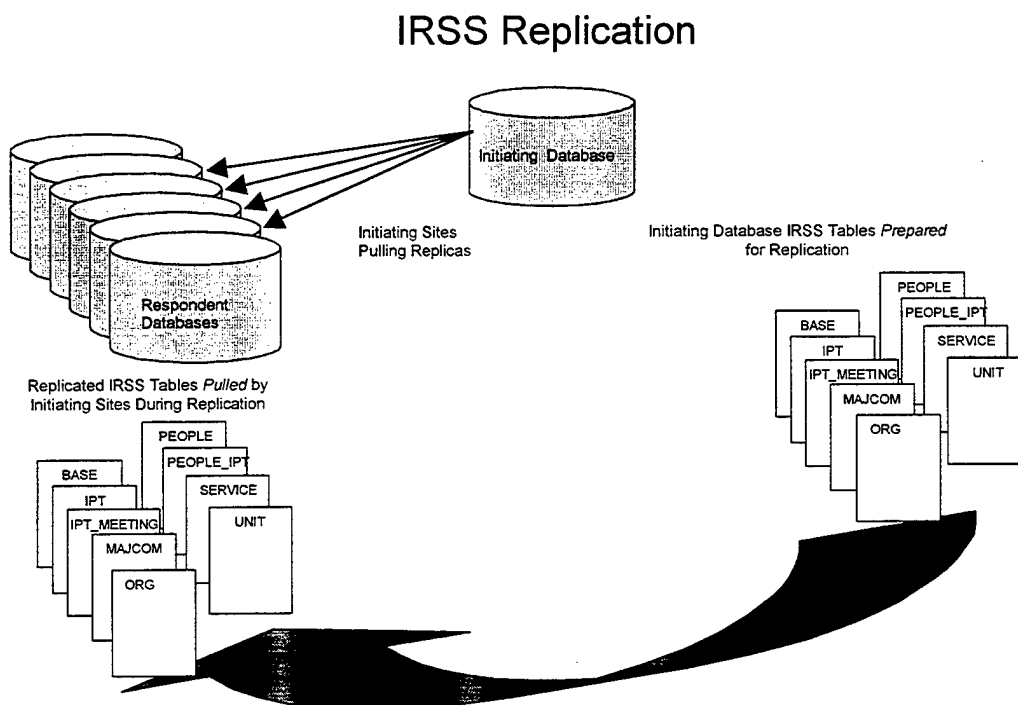 IRSS Replication
Initiating Database
Initiating Sites
Pulling Replicas
Initiating Database IRSS Tables Prepared
for Replication
Respondent
Databases
Replicated IRSS Tables Pulled by
Initiating Sites During Replication
PEOPLE
PEOPLE_IPT
BASE
SERVICE
IPT
UNIT
IPT_MEETING
MAJCOM
ORG
PEOPLE
PEOPLE_IPT
BASE
SERVICE
IPT
UNIT
IPT_MEETING
MAJCOM
ORG